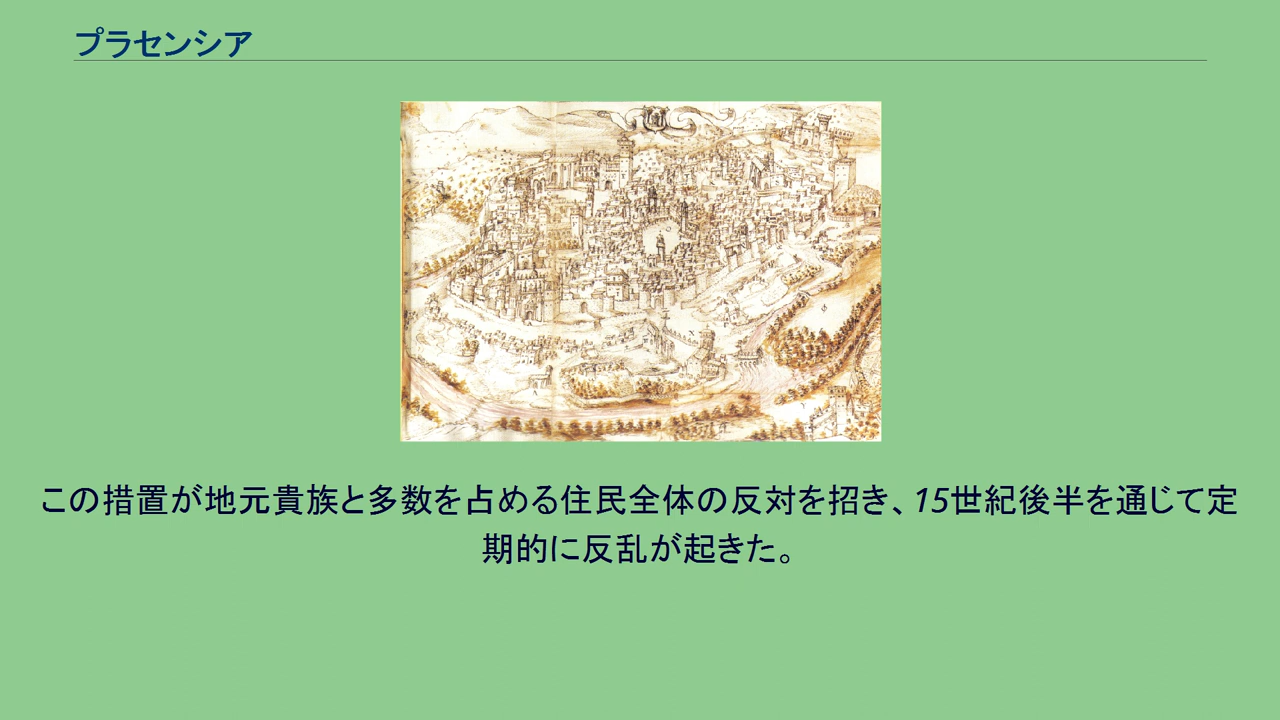 プラセンシア
この措置が地元貴族と多数を占める住民全体の反対を招き、15世紀後半を通じて定
期的に反乱が起きた。